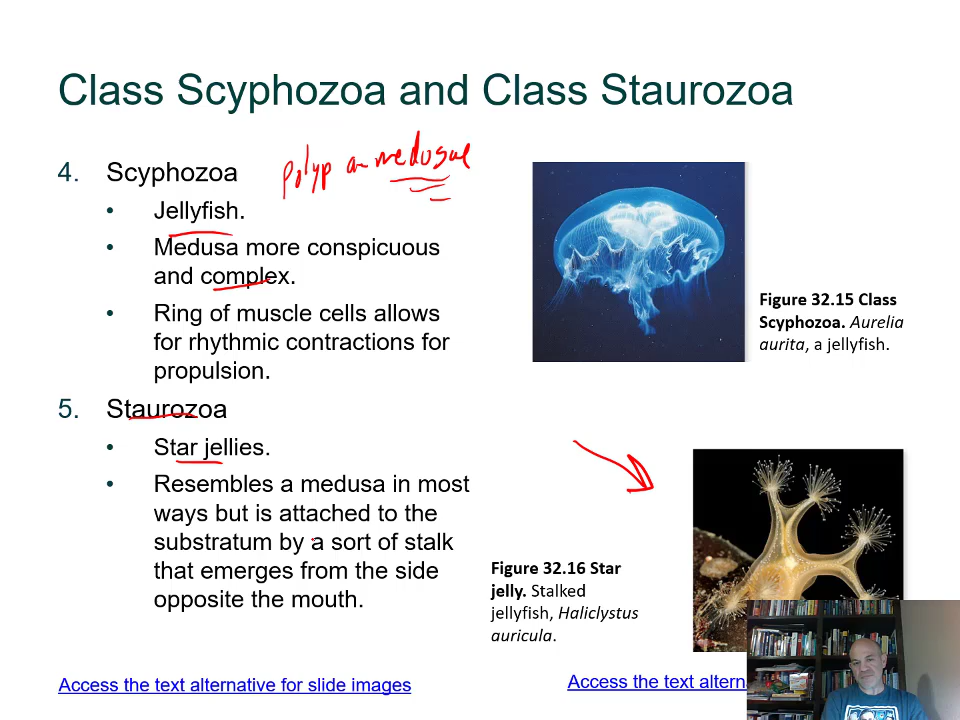 Class Scyphozoa and Class Staurozoa
4. Scyphozoa
polyp an medusae
• Jellyfish.
• Medusa more conspicuous
and complex.
• Ring of muscle cells allows
for rhythmic contractions for
propulsion.
5. Staurozoa
• Star jellies.
• Resembles a medusa in most
ways but is attached to the
substratum by a sort of stalk
that emerges from the side
opposite the mouth.
Figure 32.15 Class
Scyphozoa. Aurelia
aurita, a jellyfish.
Figure 32.16 Star
jelly. Stalked
jellyfish, Haliclystus
auricula.
Access the text alternative for slide images
Access the text alterna